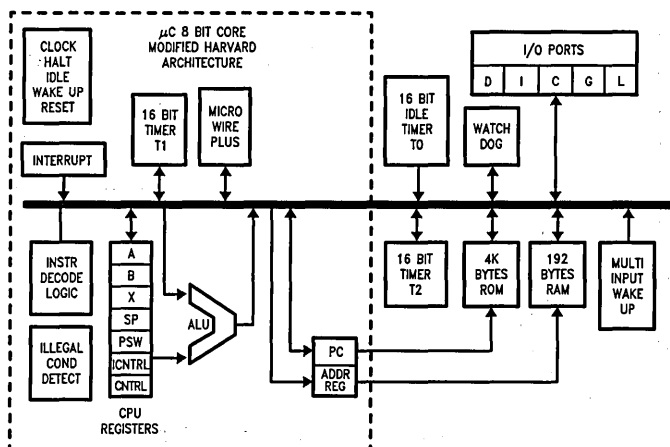 CLOCK
HALT
IDLE
WAKE UP
RESET
μC 8 BIT CORE
MODIFIED HARVARD
ARCHITECTURE
I/O PORTS
D I C G L
16 BIT
TIMER
T1
MICRO
WIRE
PLUS
16 BIT
IDLE
TIMER
T0
WATCH
DOG
INTERRUPT
INSTR
DECODE
LOGIC
A
B
X
SP
PSW
ICNTRL
CNTRL
ALU
16 BIT
TIMER
T2
4K
BYTES
ROM
192
BYTES
RAM
MULTI
INPUT
WAKE
UP
ILLEGAL
COND
DETECT
PC
ADDR
REG
CPU
REGISTERS